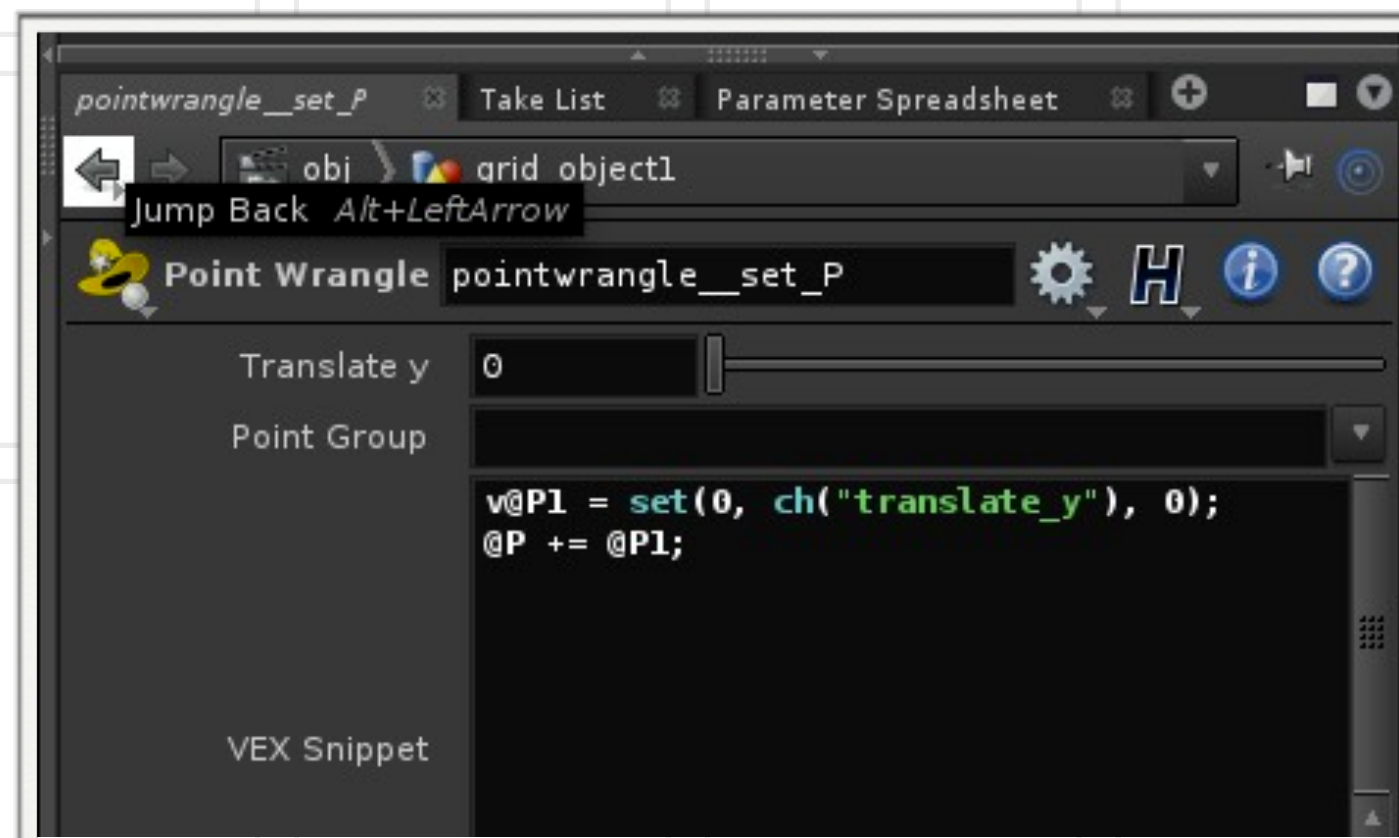 pointwrangle__set_P Take List Parameter Spreadsheet
obj grid_object1
Jump Back Alt+LeftArrow
Point Wrangle pointwrangle__set_P
Translate y 0
Point Group
v@P1 = set(0, ch("translate_y"), 0);
@P += @P1;
VEX Snippet